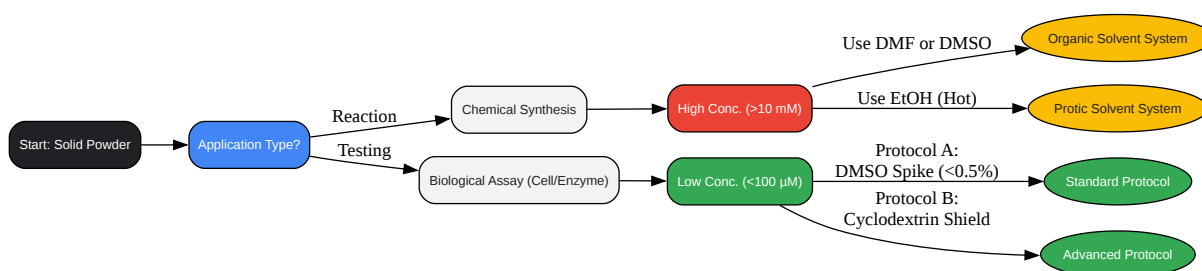 Start: Solid Powder
Application Type?
Reaction
Testing
Chemical Synthesis
Biological Assay (Cell/Enzyme)
High Conc. (>10 mM)
Low Conc. (<100 µM)
Use DMF or DMSO
Use EtOH (Hot)
Protocol A:
DMSO Spike (<0.5%)
Protocol B:
Cyclodextrin Shield
Organic Solvent System
Protic Solvent System
Standard Protocol
Advanced Protocol